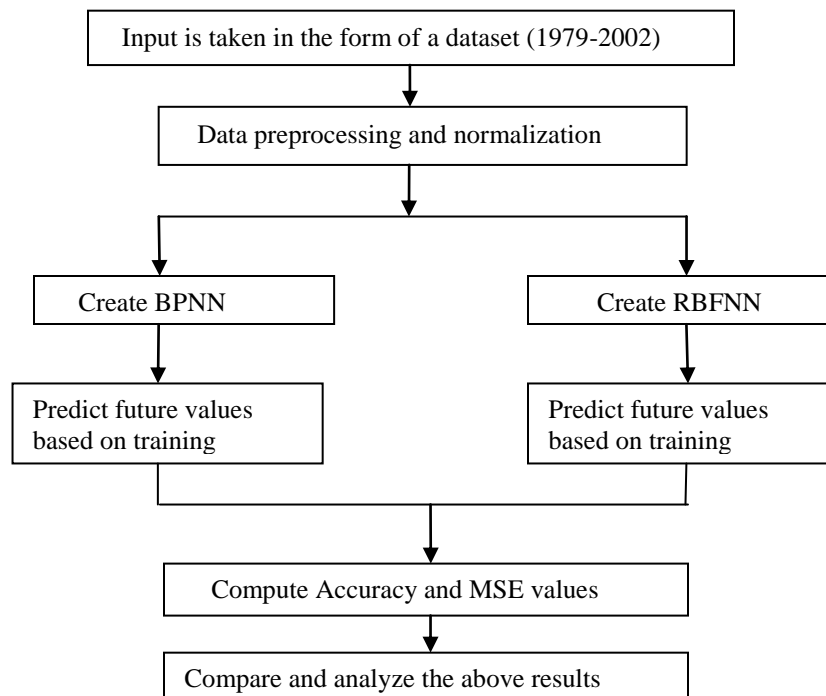 Input is taken in the form of a dataset (1979-2002)
Data preprocessing and normalization
Create BPNN
Create RBFNN
Predict future values
based on training
Predict future values
based on training
Compute Accuracy and MSE values
Compare and analyze the above results